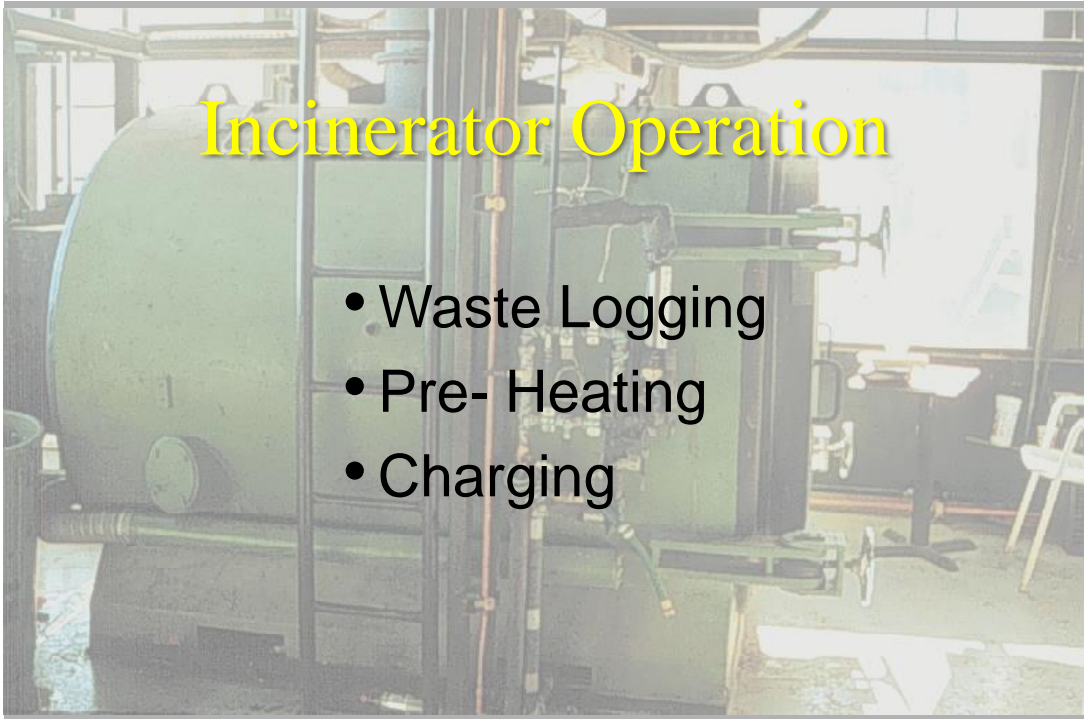 Incinerator Operation
• Waste Logging
• Pre- Heating
• Charging